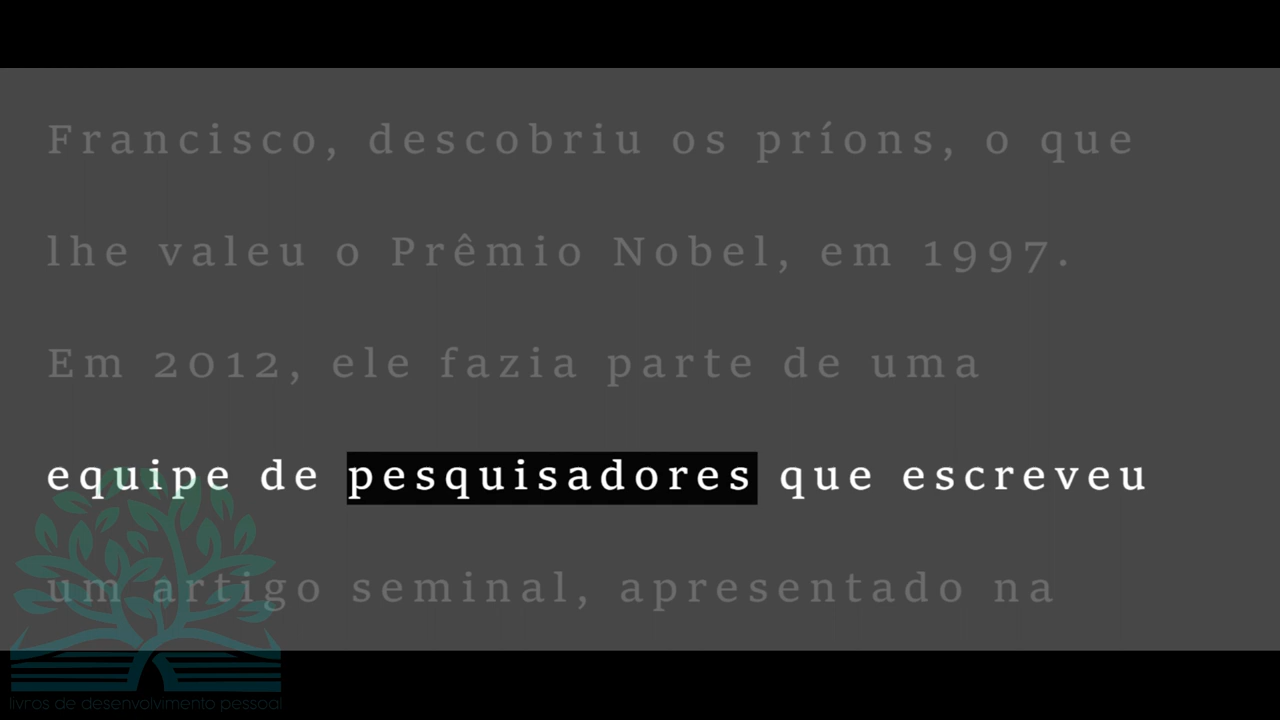 Francisco, descobriu os príons, o que
lhe valeu o Prêmio Nobel, em 1997.
Em 2012, ele fazia parte de uma
equipe de pesquisadores que escreveu
um artigo seminal, apresentado na
livros de desenvolvimento pessoal